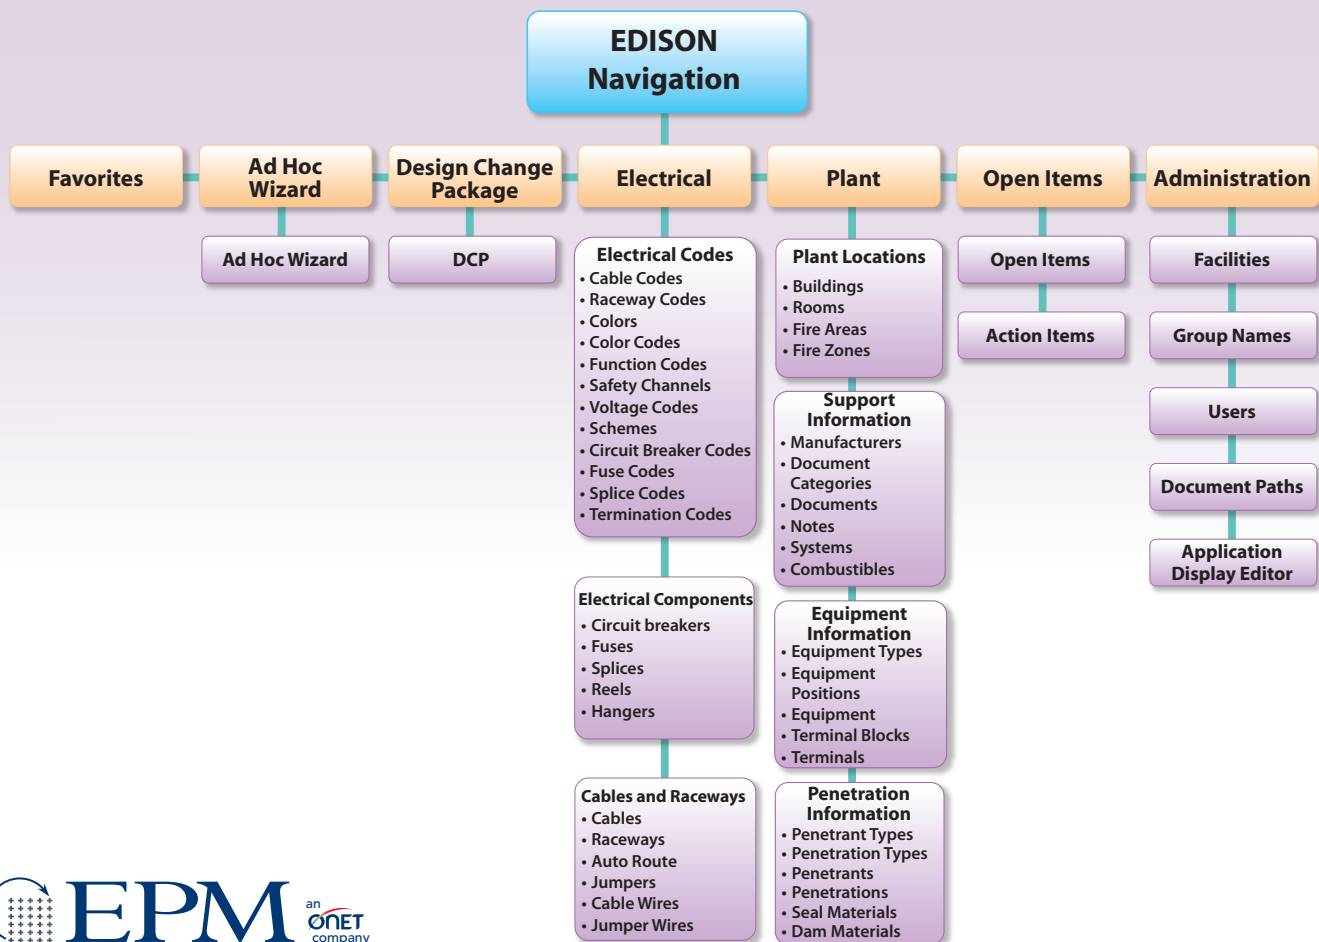 EDISON
Navigation
Favorites
Ad Hoc
Wizard
Design Change
Package
Electrical
Plant
Open Items
Administration
Ad Hoc Wizard
DCP
Electrical Codes
• Cable Codes
• Raceway Codes
• Colors
• Color Codes
• Function Codes
• Safety Channels
• Voltage Codes
• Schemes
• Circuit Breaker Codes
• Fuse Codes
• Splice Codes
• Termination Codes
Electrical Components
• Circuit breakers
• Fuses
• Splices
• Reels
• Hangers
Cables and Raceways
• Cables
• Raceways
• Auto Route
• Jumpers
• Cable Wires
• Jumper Wires
Plant Locations
• Buildings
• Rooms
• Fire Areas
• Fire Zones
Support
Information
• Manufacturers
• Document
Categories
• Documents
• Notes
• Systems
• Combustibles
Equipment
Information
• Equipment Types
• Equipment
Positions
• Equipment
• Terminal Blocks
• Terminals
Penetration
Information
• Penetrant Types
• Penetration Types
• Penetrants
• Penetrations
• Seal Materials
• Dam Materials
Open Items
Action Items
Facilities
Group Names
Users
Document Paths
Application
Display Editor
EPM
an
ONET
company